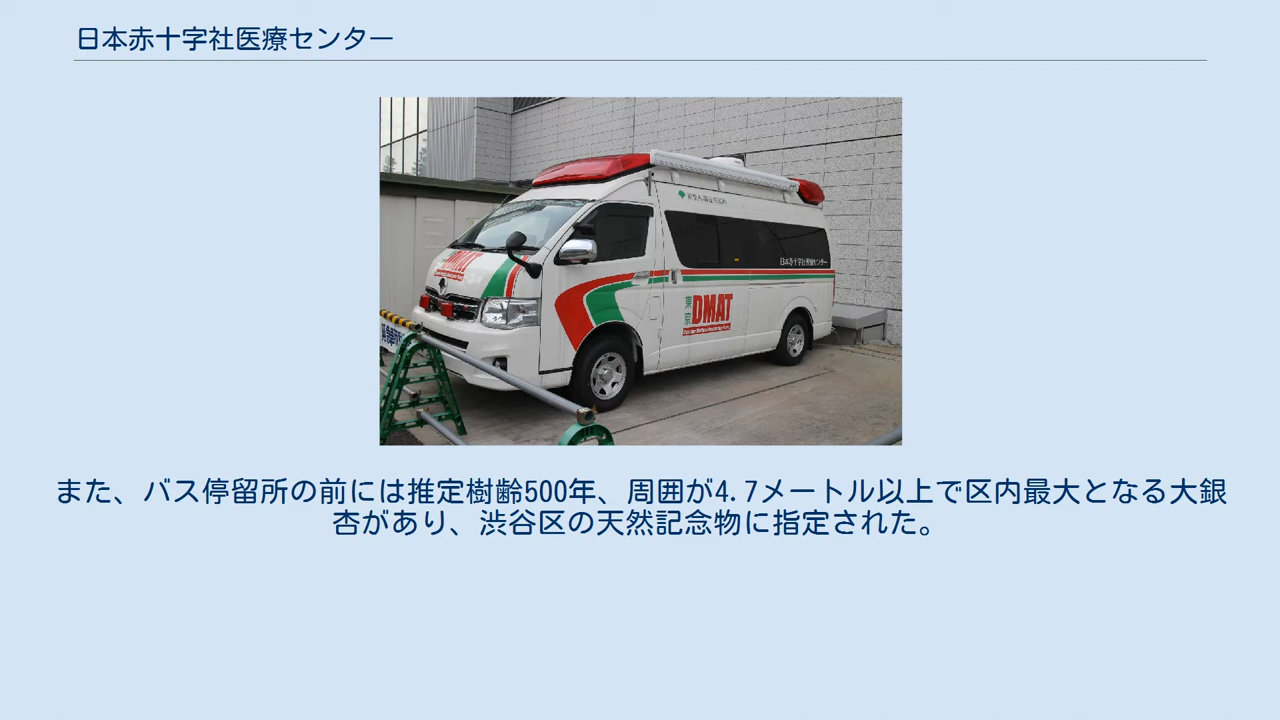 日本赤十字社医療センター
日本赤十字社医療センター
DMAT
東京
DMAT
また、バス停留所の前には推定樹齢500年、周囲が4.7メートル以上で区内最大となる大銀
杏があり、渋谷区の天然記念物に指定された。